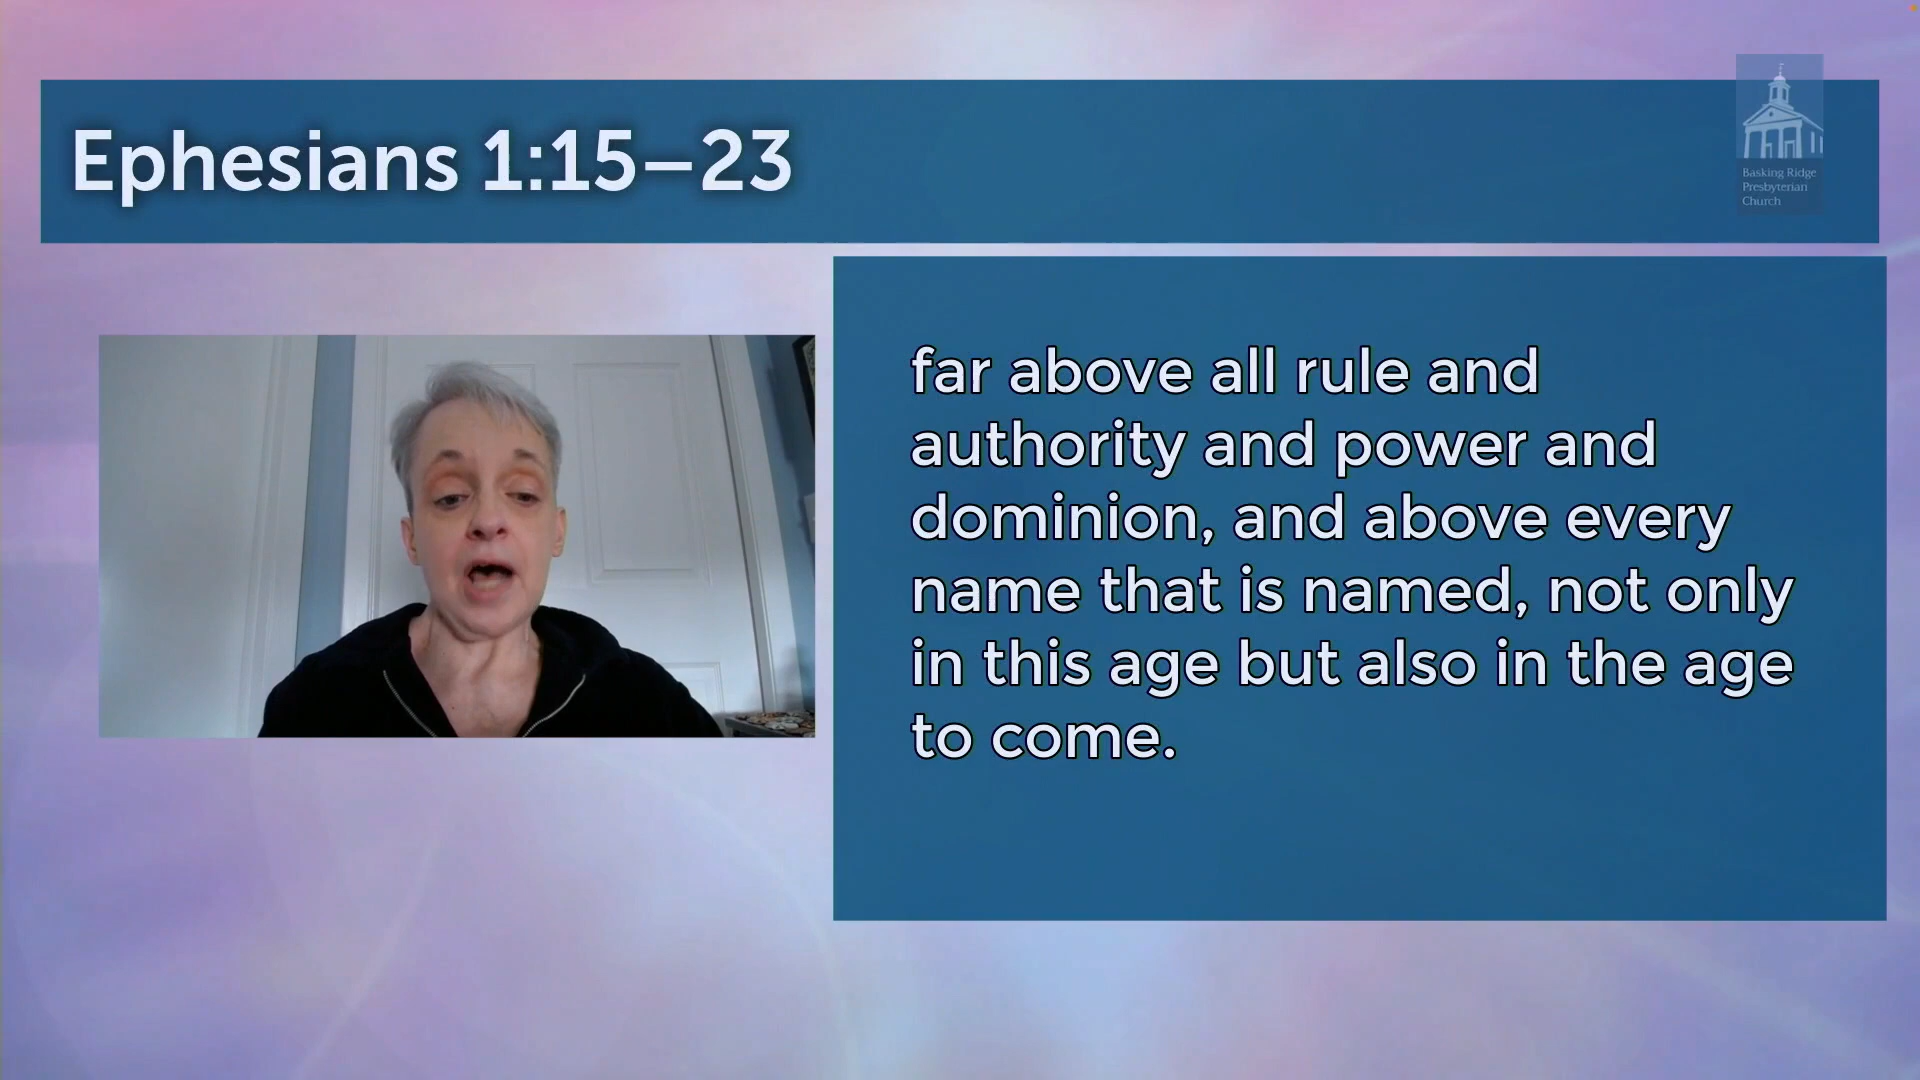 Ephesians 1:15–23
Basking Ridge
Presbyterian
Church
far above all rule and
authority and power and
dominion, and above every
name that is named, not only
in this age but also in the age
to come.